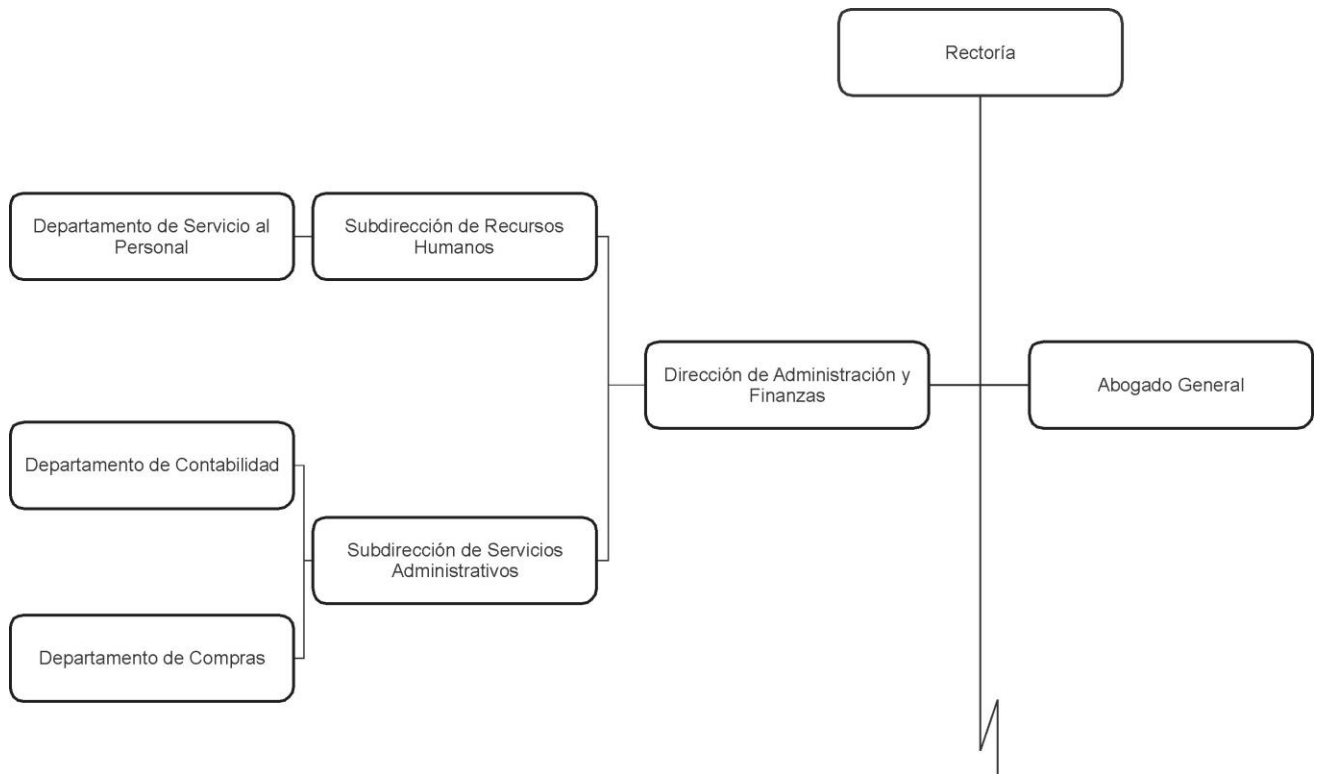 Rectoría
Departamento de Servicio al
Personal
Subdirección de Recursos
Humanos
Dirección de Administración y
Finanzas
Abogado General
Departamento de Contabilidad
Subdirección de Servicios
Administrativos
Departamento de Compras